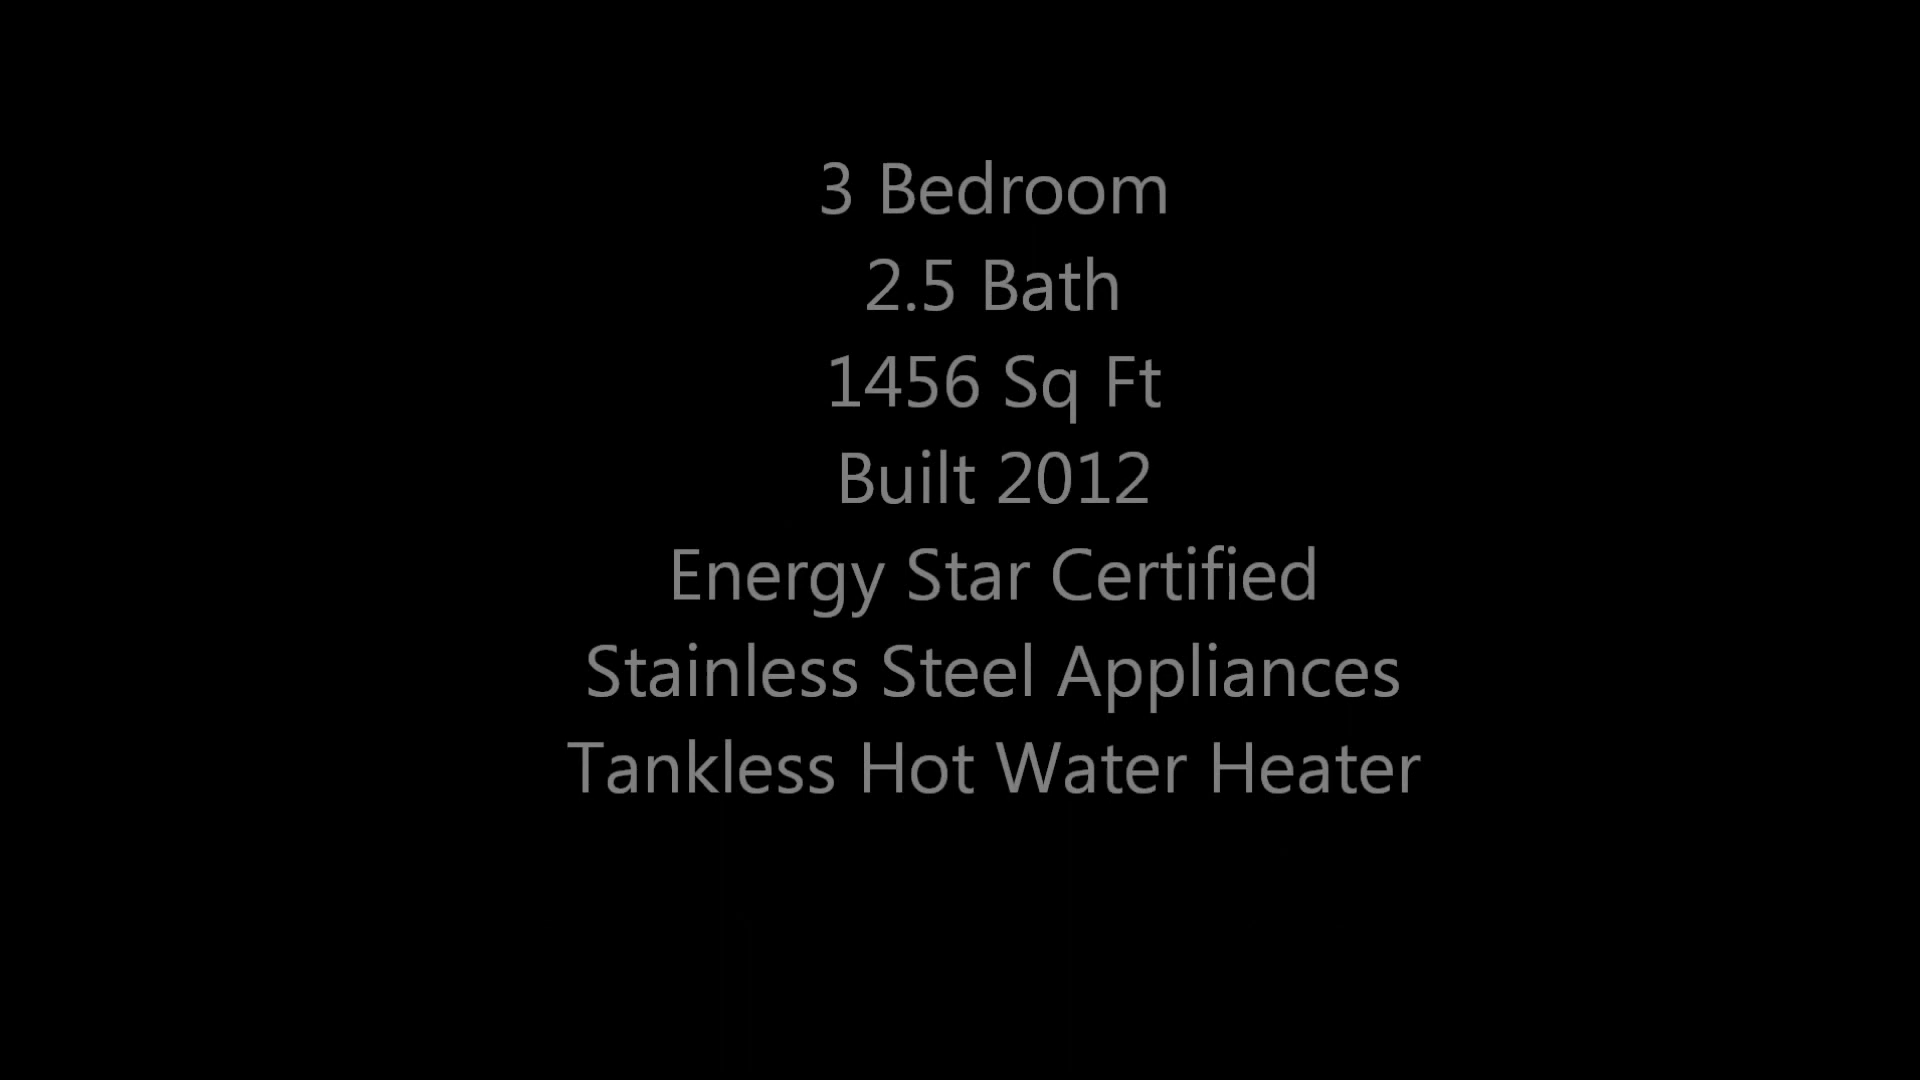 3 Bedroom
2.5 Bath
1456 Sq Ft
Built 2012
Energy Star Certified
Stainless Steel Appliances
Tankless Hot Water Heater